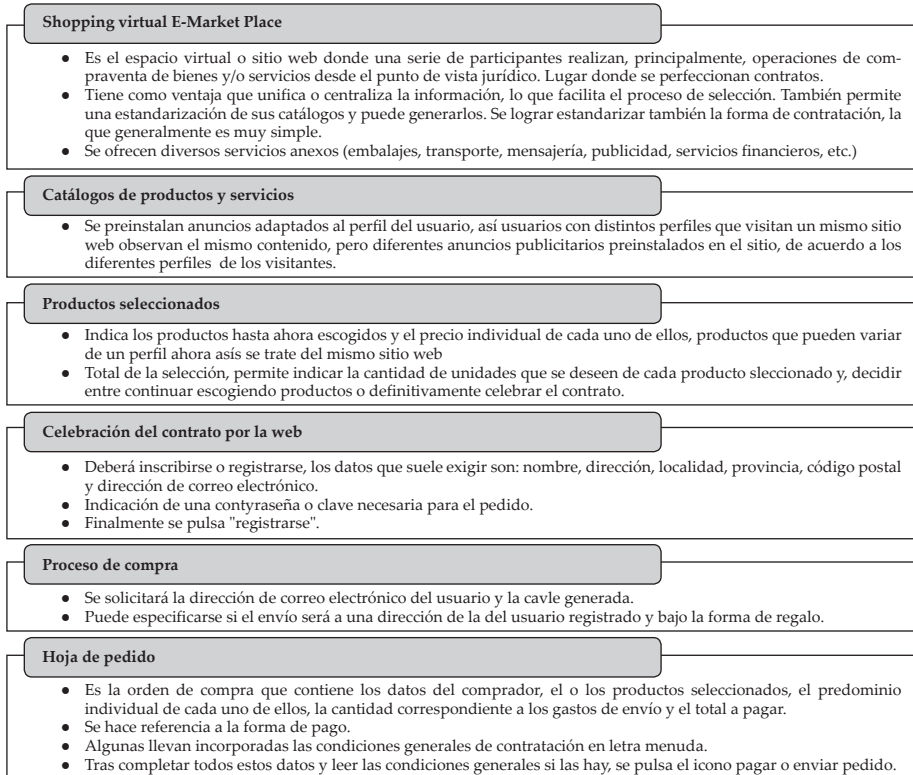 Shopping virtual E-Market Place
● Es el espacio virtual o sitio web donde una serie de participantes realizan, principalmente, operaciones de com-
praventa de bienes y/o servicios desde el punto de vista jurídico. Lugar donde se perfeccionan contratos.
● Tiene como ventaja que unifica o centraliza la información, lo que facilita el proceso de selección. También permite
una estandarización de sus catálogos y puede generarlos. Se lograr estandarizar también la forma de contratación, la
que generalmente es muy simple.
● Se ofrecen diversos servicios anexos (embalajes, transporte, mensajería, publicidad, servicios financieros, etc.)
Catálogos de productos y servicios
● Se preinstalan anuncios adaptados al perfil del usuario, así usuarios con distintos perfiles que visitan un mismo sitio
web observan el mismo contenido, pero diferentes anuncios publicitarios preinstalados en el sitio, de acuerdo a los
diferentes perfiles de los visitantes.
Productos seleccionados
● Indica los productos hasta ahora escogidos y el precio individual de cada uno de ellos, productos que pueden variar
de un perfil ahora asís se trate del mismo sitio web
● Total de la selección, permite indicar la cantidad de unidades que se deseen de cada producto sleccionado y, decidir
entre continuar escogiendo productos o definitivamente celebrar el contrato.
Celebración del contrato por la web
● Deberá inscribirse o registrarse, los datos que suele exigir son: nombre, dirección, localidad, provincia, código postal
y dirección de correo electrónico.
● Indicación de una contyraseña o clave necesaria para el pedido.
● Finalmente se pulsa "registrarse".
Proceso de compra
● Se solicitará la dirección de correo electrónico del usuario y la cavle generada.
● Puede especificarse si el envío será a una dirección de la del usuario registrado y bajo la forma de regalo.
Hoja de pedido
● Es la orden de compra que contiene los datos del comprador, el o los productos seleccionados, el predominio
individual de cada uno de ellos, la cantidad correspondiente a los gastos de envío y el total a pagar.
● Se hace referencia a la forma de pago.
● Algunas llevan incorporadas las condiciones generales de contratación en letra menuda.
● Tras completar todos estos datos y leer las condiciones generales si las hay, se pulsa el icono pagar o enviar pedido.